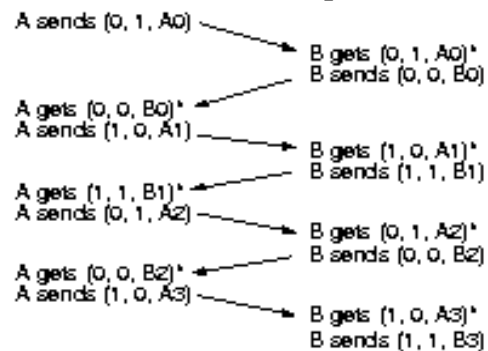 A sends (0, 1, A0)
B gets (0, 1, A0)*
B sends (0, 0, B0)
A gets (0, 0, B0)*
A sends (1, 0, A1)
B gets (1, 0, A1)*
B sends (1, 1, B1)
A gets (1, 1, B1)*
A sends (0, 1, A2)
B gets (0, 1, A2)*
B sends (0, 0, B2)
A gets (0, 0, B2)*
A sends (1, 0, A3)
B gets (1, 0, A3)*
B sends (1, 1, B3)